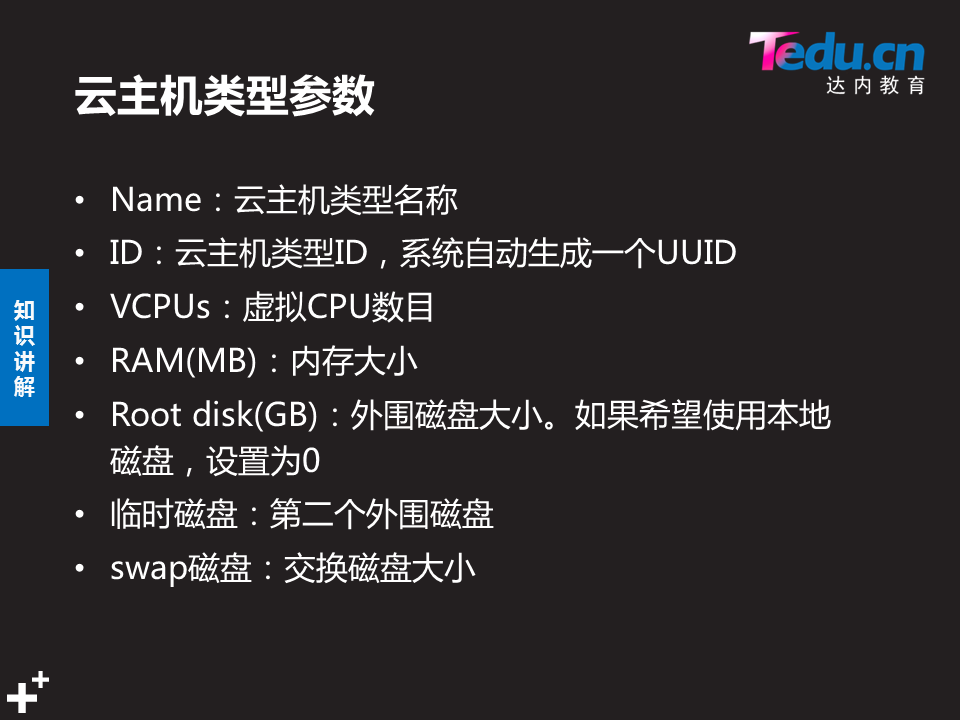 Tedu.cn
达内教育
云主机类型参数
• Name：云主机类型名称
• ID：云主机类型ID，系统自动生成一个UUID
• VCPUs：虚拟CPU数目
• RAM(MB)：内存大小
• Root disk(GB)：外围磁盘大小。如果希望使用本地
磁盘，设置为0
• 临时磁盘：第二个外围磁盘
• swap磁盘：交换磁盘大小
知
识
讲
解